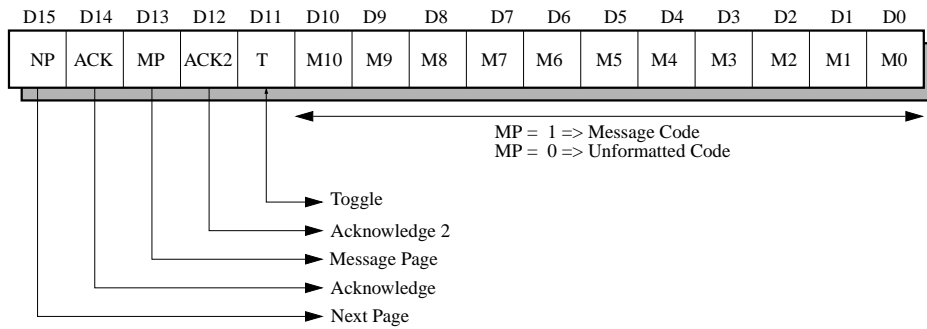 D15 D14 D13 D12 D11 D10 D9 D8 D7 D6 D5 D4 D3 D2 D1 D0
NP ACK MP ACK2 T M10 M9 M8 M7 M6 M5 M4 M3 M2 M1 M0
MP = 1 => Message Code
MP = 0 => Unformatted Code
Toggle
Acknowledge 2
Message Page
Acknowledge
Next Page